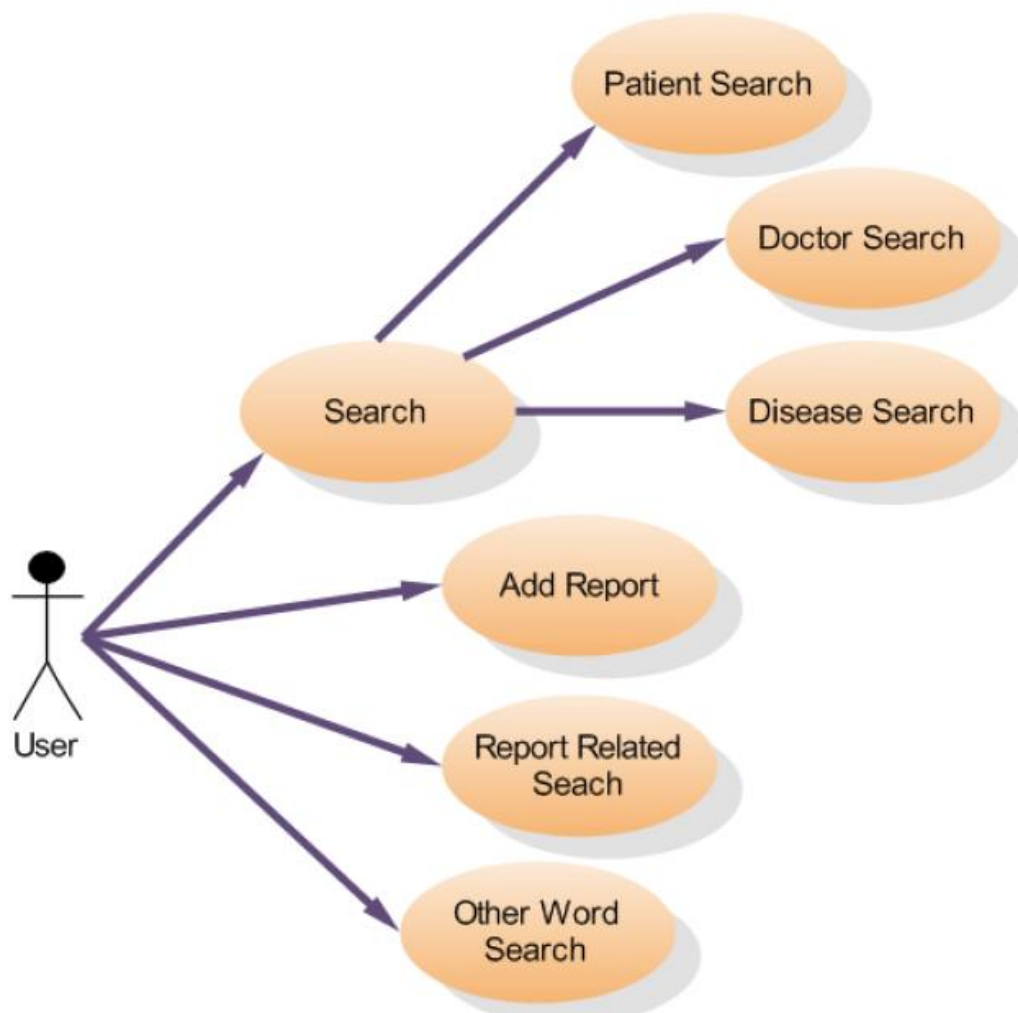 Patient Search
Doctor Search
Search
Disease Search
Add Report
User
Report Related
Seach
Other Word
Search